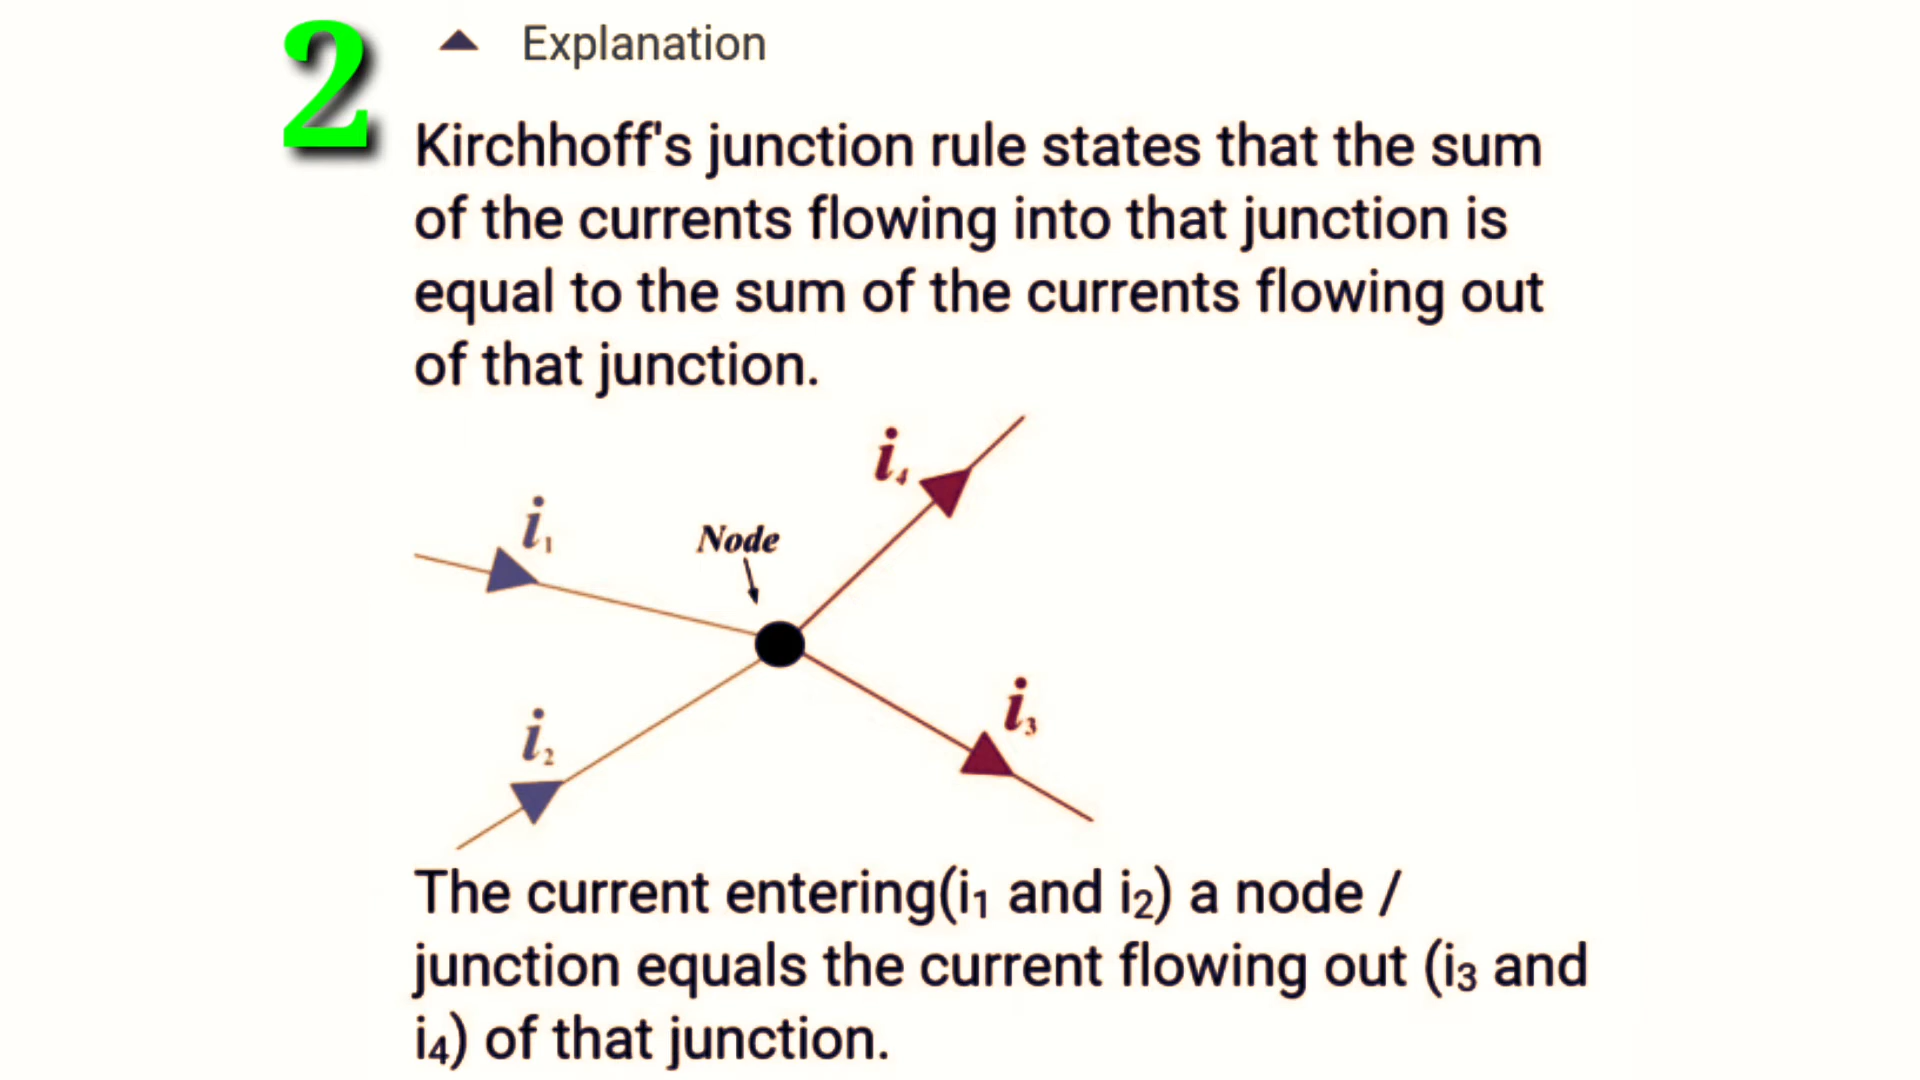 2
Explanation
Kirchhoff's junction rule states that the sum
of the currents flowing into that junction is
equal to the sum of the currents flowing out
of that junction.
i₄
i₁
Node
i₃
i₂
The current entering(i₁ and i₂) a node /
junction equals the current flowing out (i₃ and
i₄) of that junction.